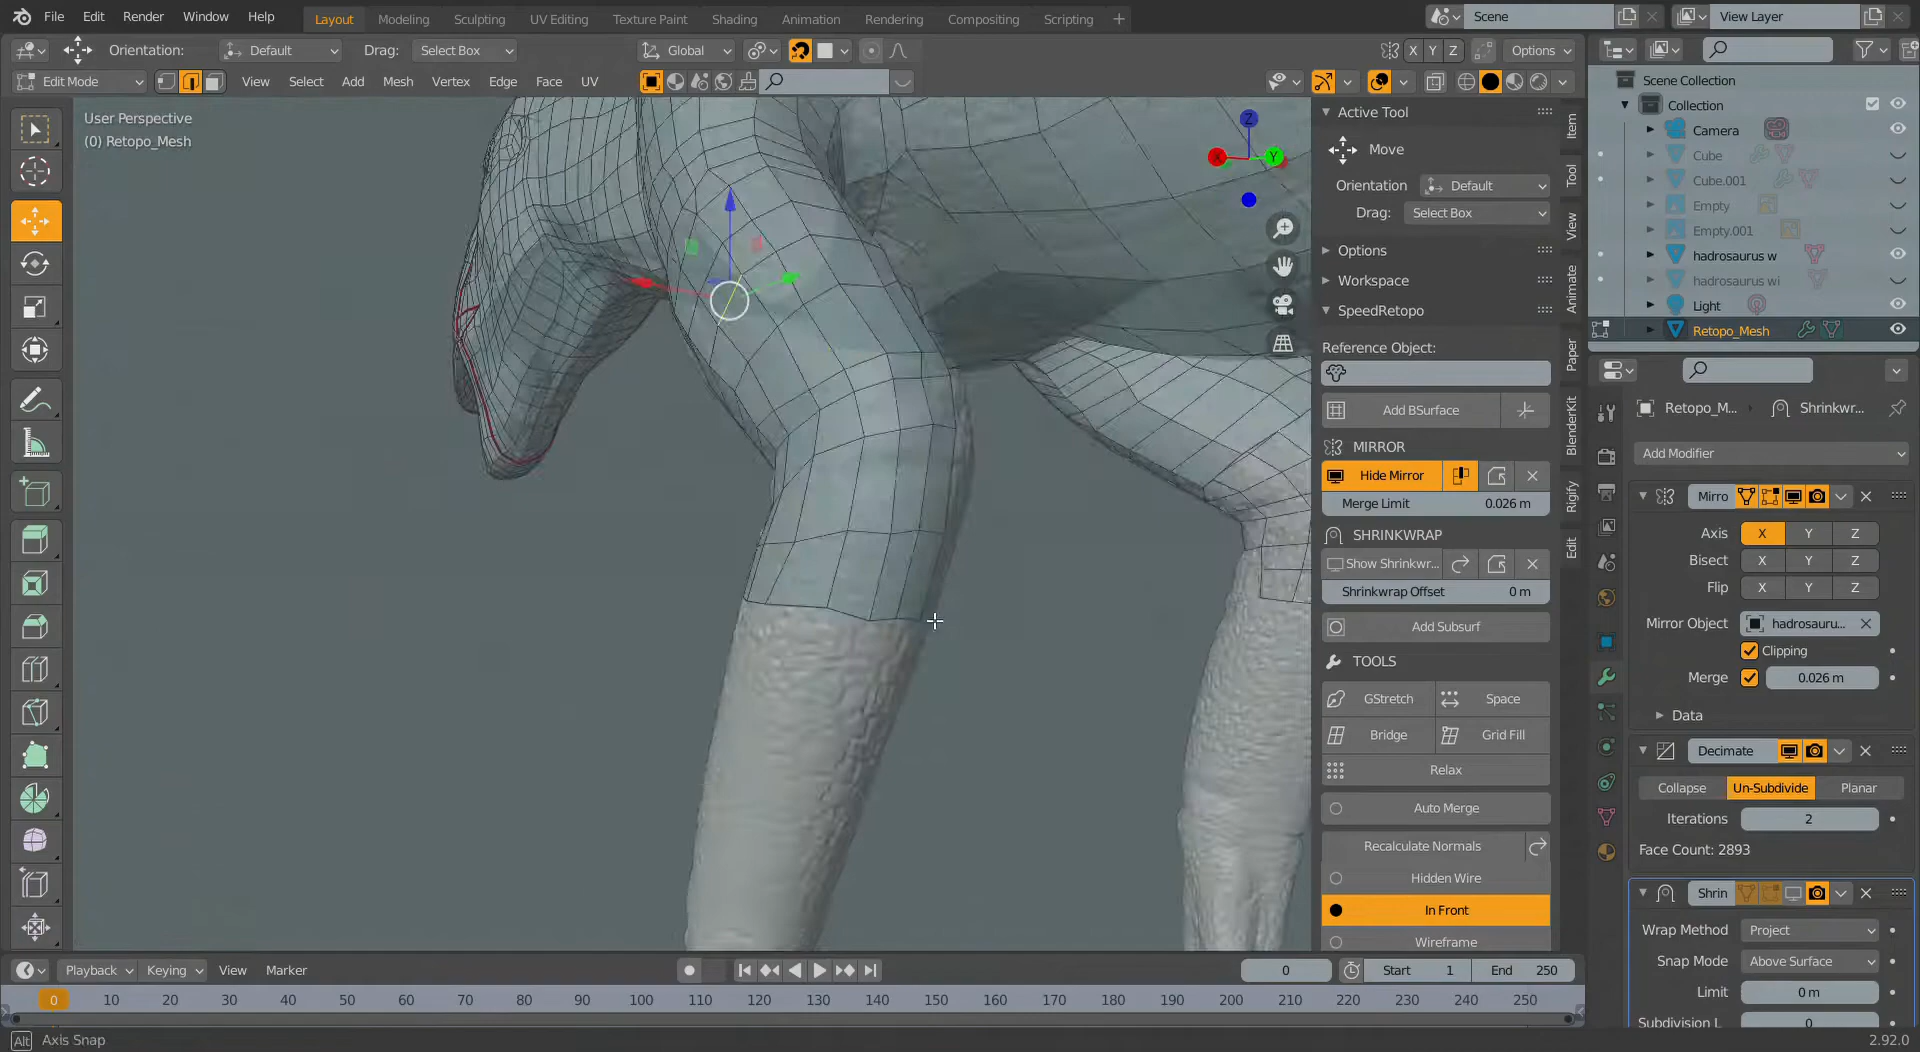 File Edit Render Window Help Layout Modeling Sculpting UV Editing Texture Paint Shading Animation Rendering Compositing Scripting + Scene View Layer
Orientation: Default Drag: Select Box Global X Y Z Options
Edit Mode View Select Add Mesh Vertex Edge Face UV
User Perspective
(0) Retopo_Mesh
Z
X Y
Active Tool
Move
Orientation Default
Drag: Select Box
Options
Workspace
SpeedRetopo
Reference Object:
Add BSurface
MIRROR
Hide Mirror
Merge Limit 0.026 m
SHRINKWRAP
Show Shrinkwr...
Shrinkwrap Offset 0 m
Add Subsurf
TOOLS
GStretch Space
Bridge Grid Fill
Relax
Auto Merge
Recalculate Normals
Hidden Wire
In Front
Wireframe
Item
Tool
View
Animate
Paper
BlenderKit
Rigify
Edit
Scene Collection
Collection
Camera
Cube
Cube.001
Empty
Empty.001
hadrosaurus w
hadrosaurus wi
Light
Retopo_Mesh
Retopo_M... Shrinkwr...
Add Modifier
Mirro
Axis X Y Z
Bisect X Y Z
Flip X Y Z
Mirror Object hadrosauru...
Clipping
Merge 0.026 m
Data
Decimate
Collapse Un-Subdivide Planar
Iterations 2
Face Count: 2893
Shrin
Wrap Method Project
Snap Mode Above Surface
Limit 0 m
Subdivision L 0
Playback Keying View Marker 0 Start 1 End 250
0 10 20 30 40 50 60 70 80 90 100 110 120 130 140 150 160 170 180 190 200 210 220 230 240 250
Alt Axis Snap 2.92.0